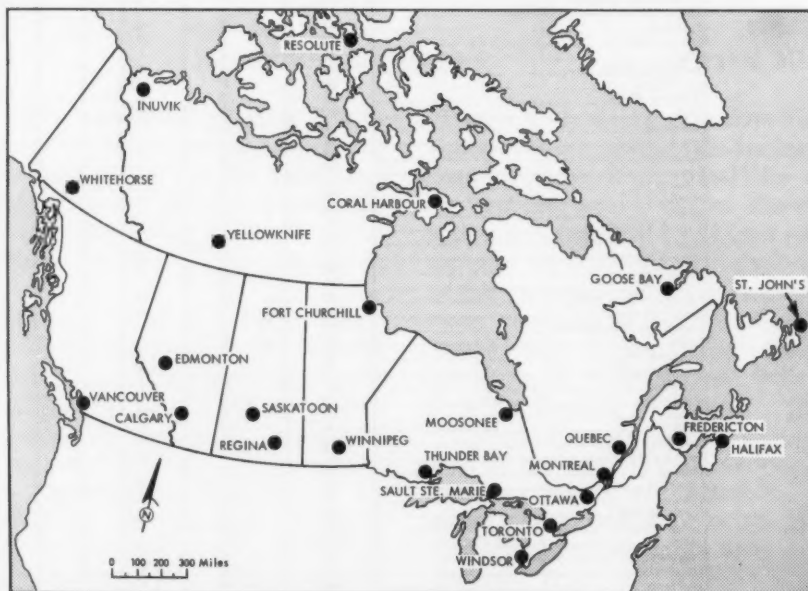 RESOLUTE
INUVIK
WHITEHORSE
CORAL HARBOUR
YELLOWKNIFE
GOOSE BAY
ST. JOHN'S
FORT CHURCHILL
EDMONTON
VANCOUVER
CALGARY
SASKATOON
REGINA
WINNIPEG
MOOSONEE
THUNDER BAY
SAULT STE. MARIE
QUEBEC
MONTREAL
OTTAWA
FREDERICTON
HALIFAX
TORONTO
WINDSOR
N
0 100 200 300 Miles